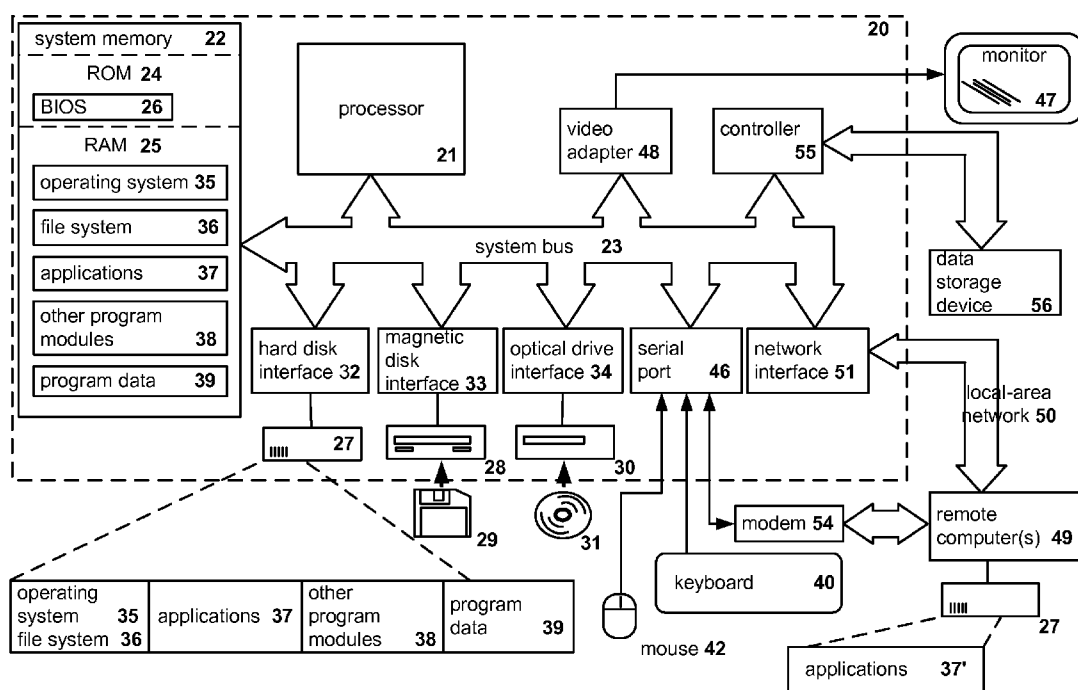 system memory 22
ROM 24
BIOS 26
RAM 25
operating system 35
file system 36
applications 37
other program
modules 38
program data 39
processor
21
video
adapter 48
controller
55
20
monitor
47
system bus 23
data
storage
device 56
hard disk
interface 32
magnetic
disk
interface 33
optical drive
interface 34
serial
port 46
network
interface 51
local-area
network 50
27
28
30
29
31
modem 54
remote
computer(s) 49
keyboard 40
mouse 42
27
applications 37'
operating
system 35
file system 36
applications 37
other
program
modules 38
program
data 39